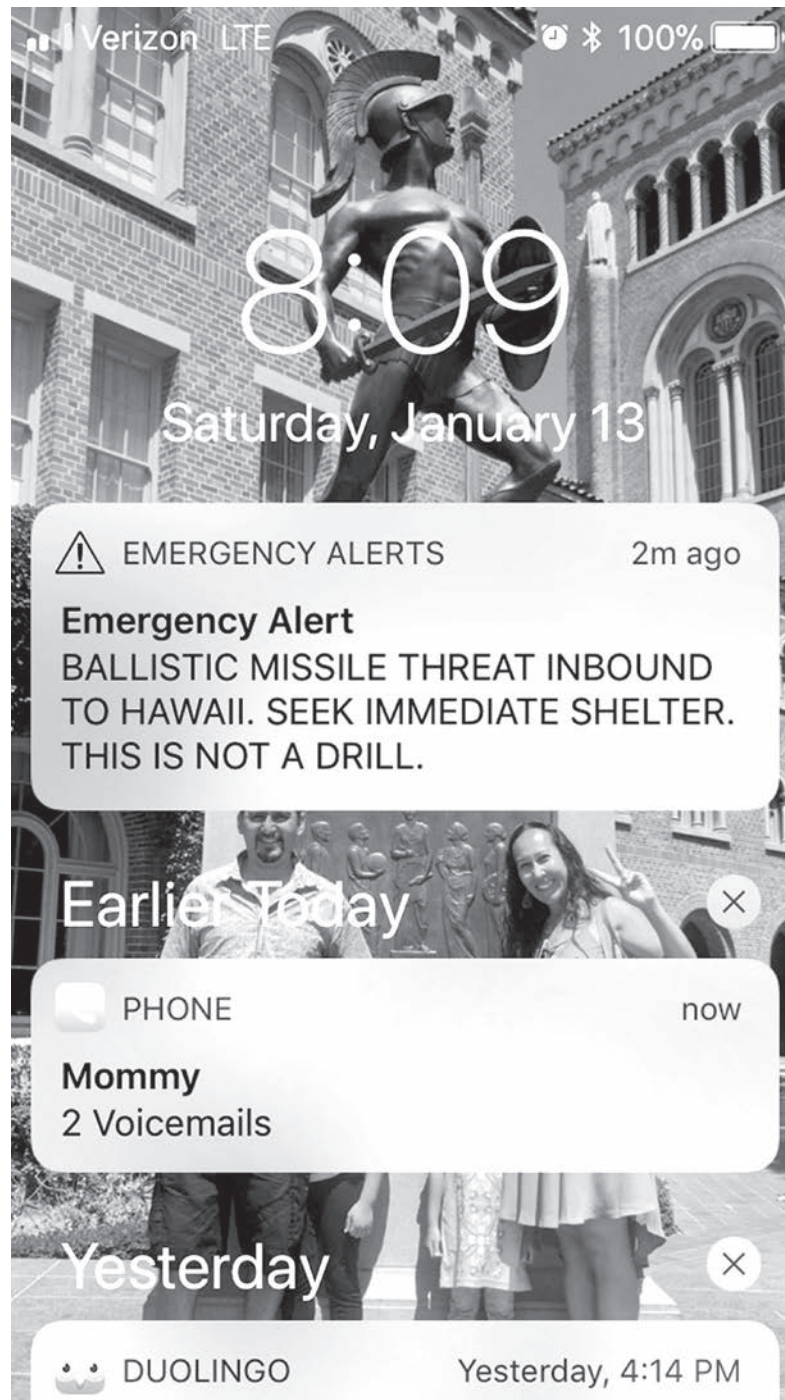 Verizon LTE 100%
8:09
Saturday, January 13
EMERGENCY ALERTS 2m ago
Emergency Alert
BALLISTIC MISSILE THREAT INBOUND
TO HAWAII. SEEK IMMEDIATE SHELTER.
THIS IS NOT A DRILL.
Earlier Today
PHONE now
Mommy
2 Voicemails
Yesterday
DUOLINGO Yesterday, 4:14 PM